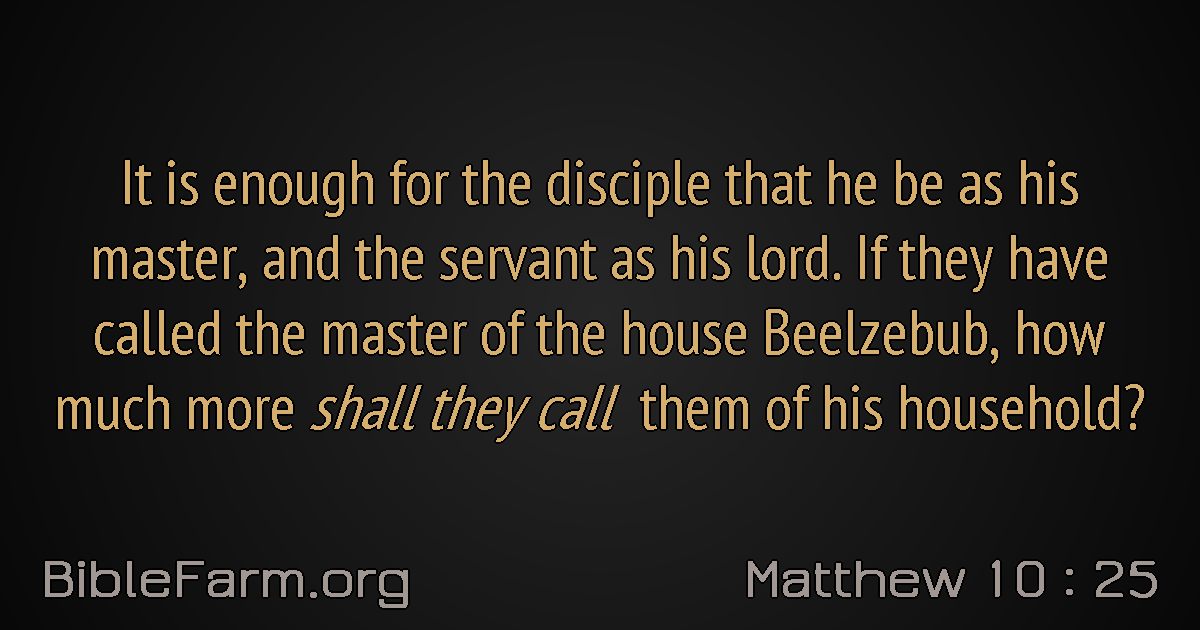 It is enough for the disciple that he be as his
master, and the servant as his lord. If they have
called the master of the house Beelzebub, how
much more shall they call them of his household?
BibleFarm.org
Matthew 10 : 25